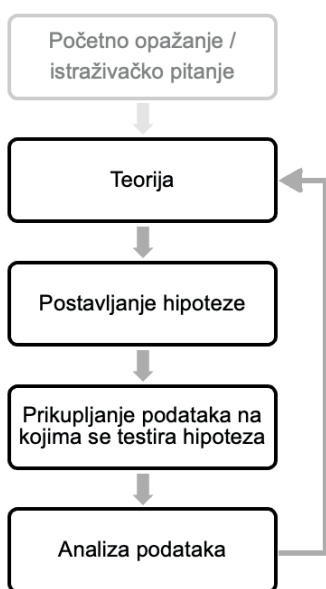 Početno opažanje /
istraživačko pitanje
Teorija
Postavljanje hipoteze
Prikupljanje podataka na
kojima se testira hipoteza
Analiza podataka